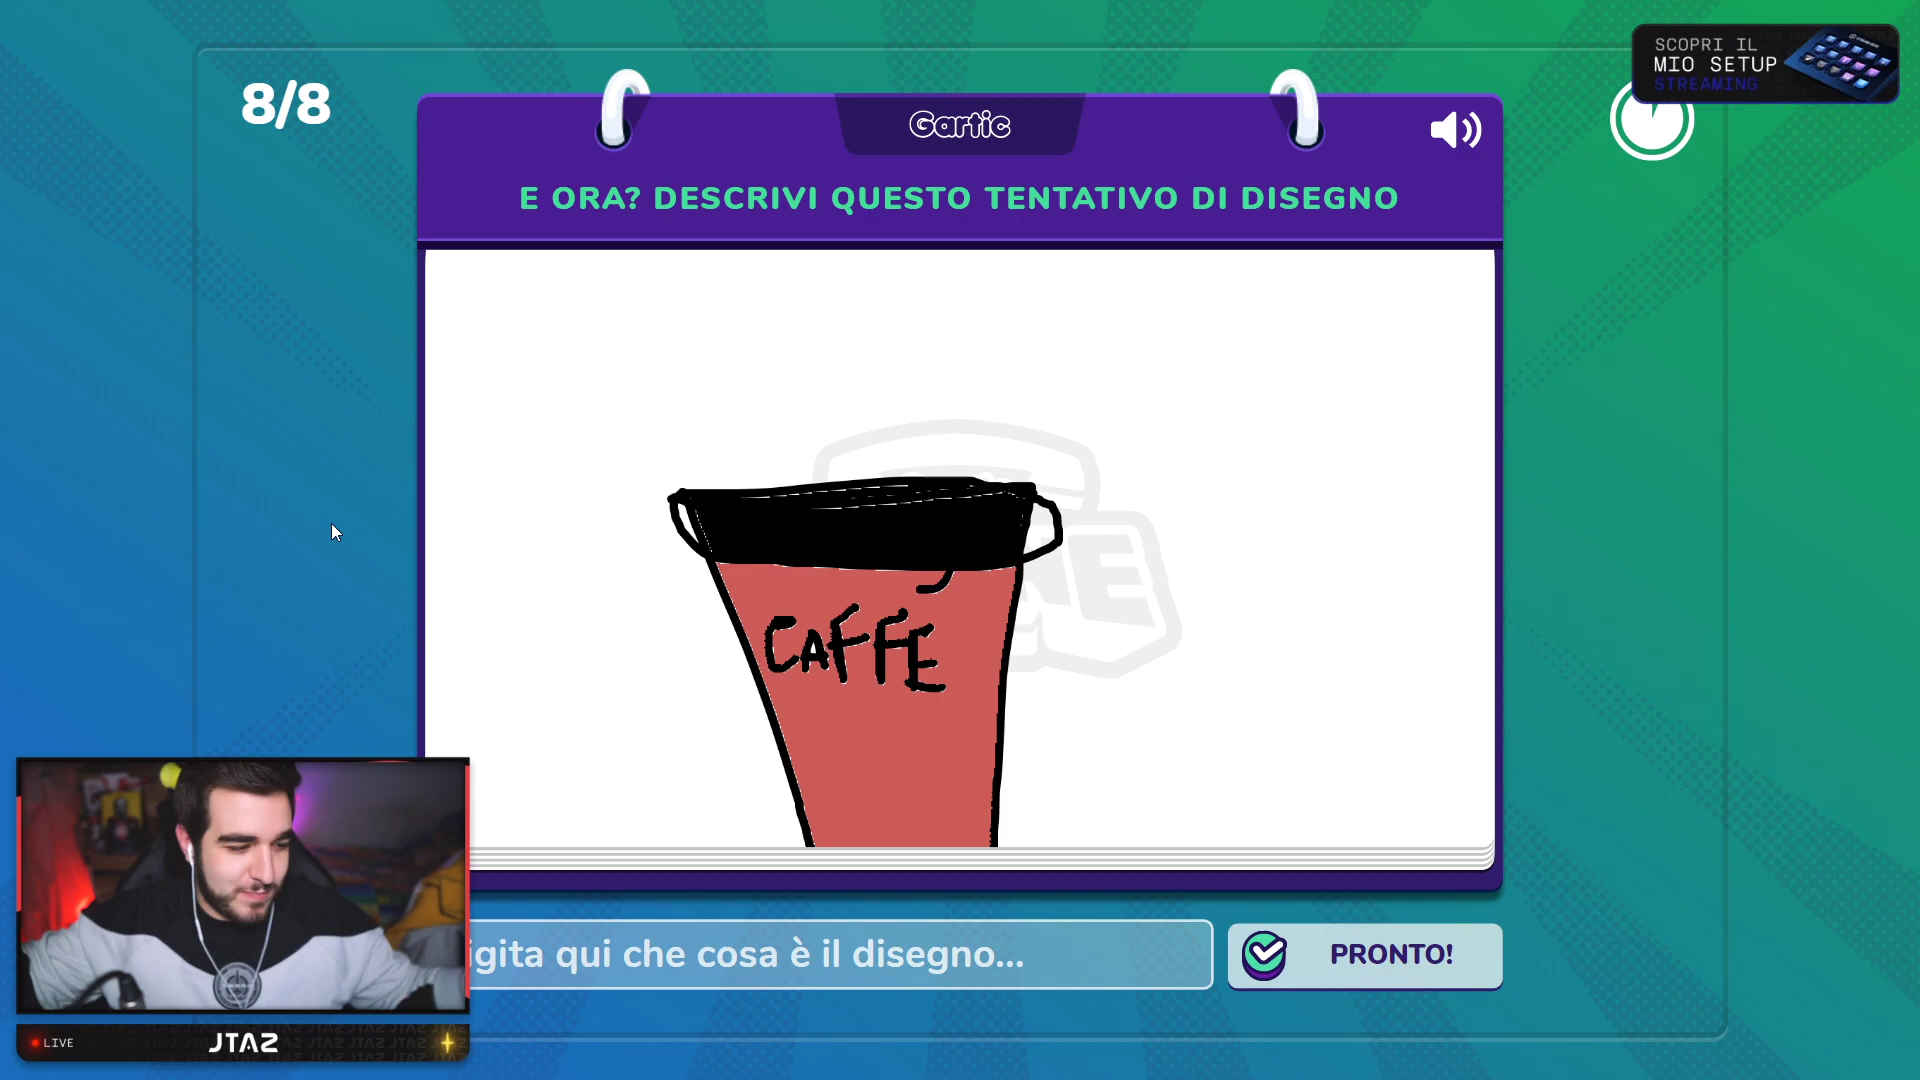 SCOPRI IL
MIO SETUP
STREAMING
8/8
Gartic
E ORA? DESCRIVI QUESTO TENTATIVO DI DISEGNO
CAFFE
igita qui che cosa è il disegno...
PRONTO!
LIVE
JTAZ